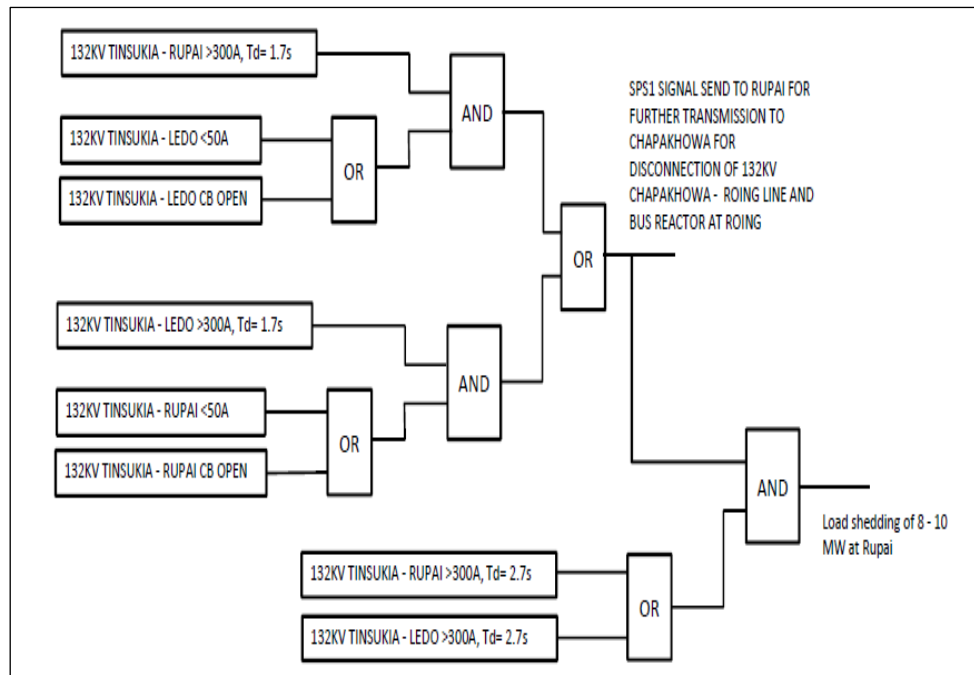 132KV TINSUKIA - RUPAI >300A, Td= 1.7s
132KV TINSUKIA - LEDO <50A
132KV TINSUKIA - LEDO CB OPEN
OR
AND
SPS1 SIGNAL SEND TO RUPAI FOR
FURTHER TRANSMISSION TO
CHAPAKHOWA FOR
DISCONNECTION OF 132KV
CHAPAKHOWA - ROING LINE AND
BUS REACTOR AT ROING
OR
132KV TINSUKIA - LEDO >300A, Td= 1.7s
132KV TINSUKIA - RUPAI <50A
132KV TINSUKIA - RUPAI CB OPEN
OR
AND
AND
Load shedding of 8 - 10
MW at Rupai
132KV TINSUKIA - RUPAI >300A, Td= 2.7s
132KV TINSUKIA - LEDO >300A, Td= 2.7s
OR